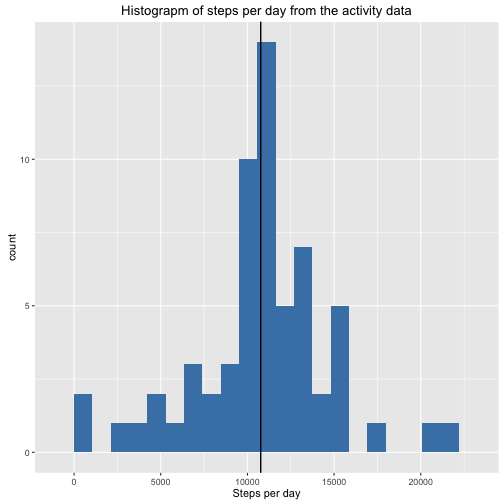 Histograpm of steps per day from the activity data
count
10
5
0
0
5000
10000
15000
20000
Steps per day